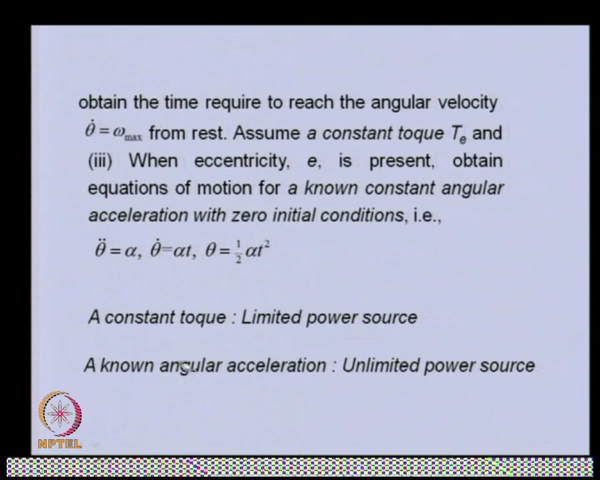 obtain the time require to reach the angular velocity
θ̇ = ω_max from rest. Assume a constant toque T_e and
(iii) When eccentricity, e, is present, obtain
equations of motion for a known constant angular
acceleration with zero initial conditions, i.e.,
θ̈ = α, θ̇ = αt, θ = ½αt²
A constant toque : Limited power source
A known angular acceleration : Unlimited power source
NPTEL